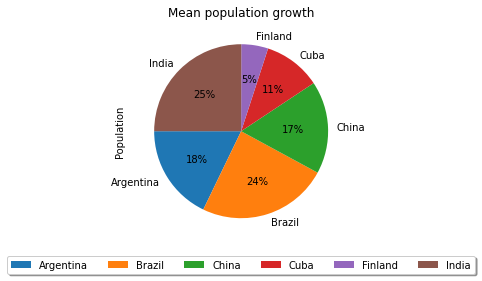 Mean population growth
Finland
Cuba
India
5%
11%
25%
China
17%
Population
18%
Argentina
24%
Brazil
Argentina Brazil China Cuba Finland India